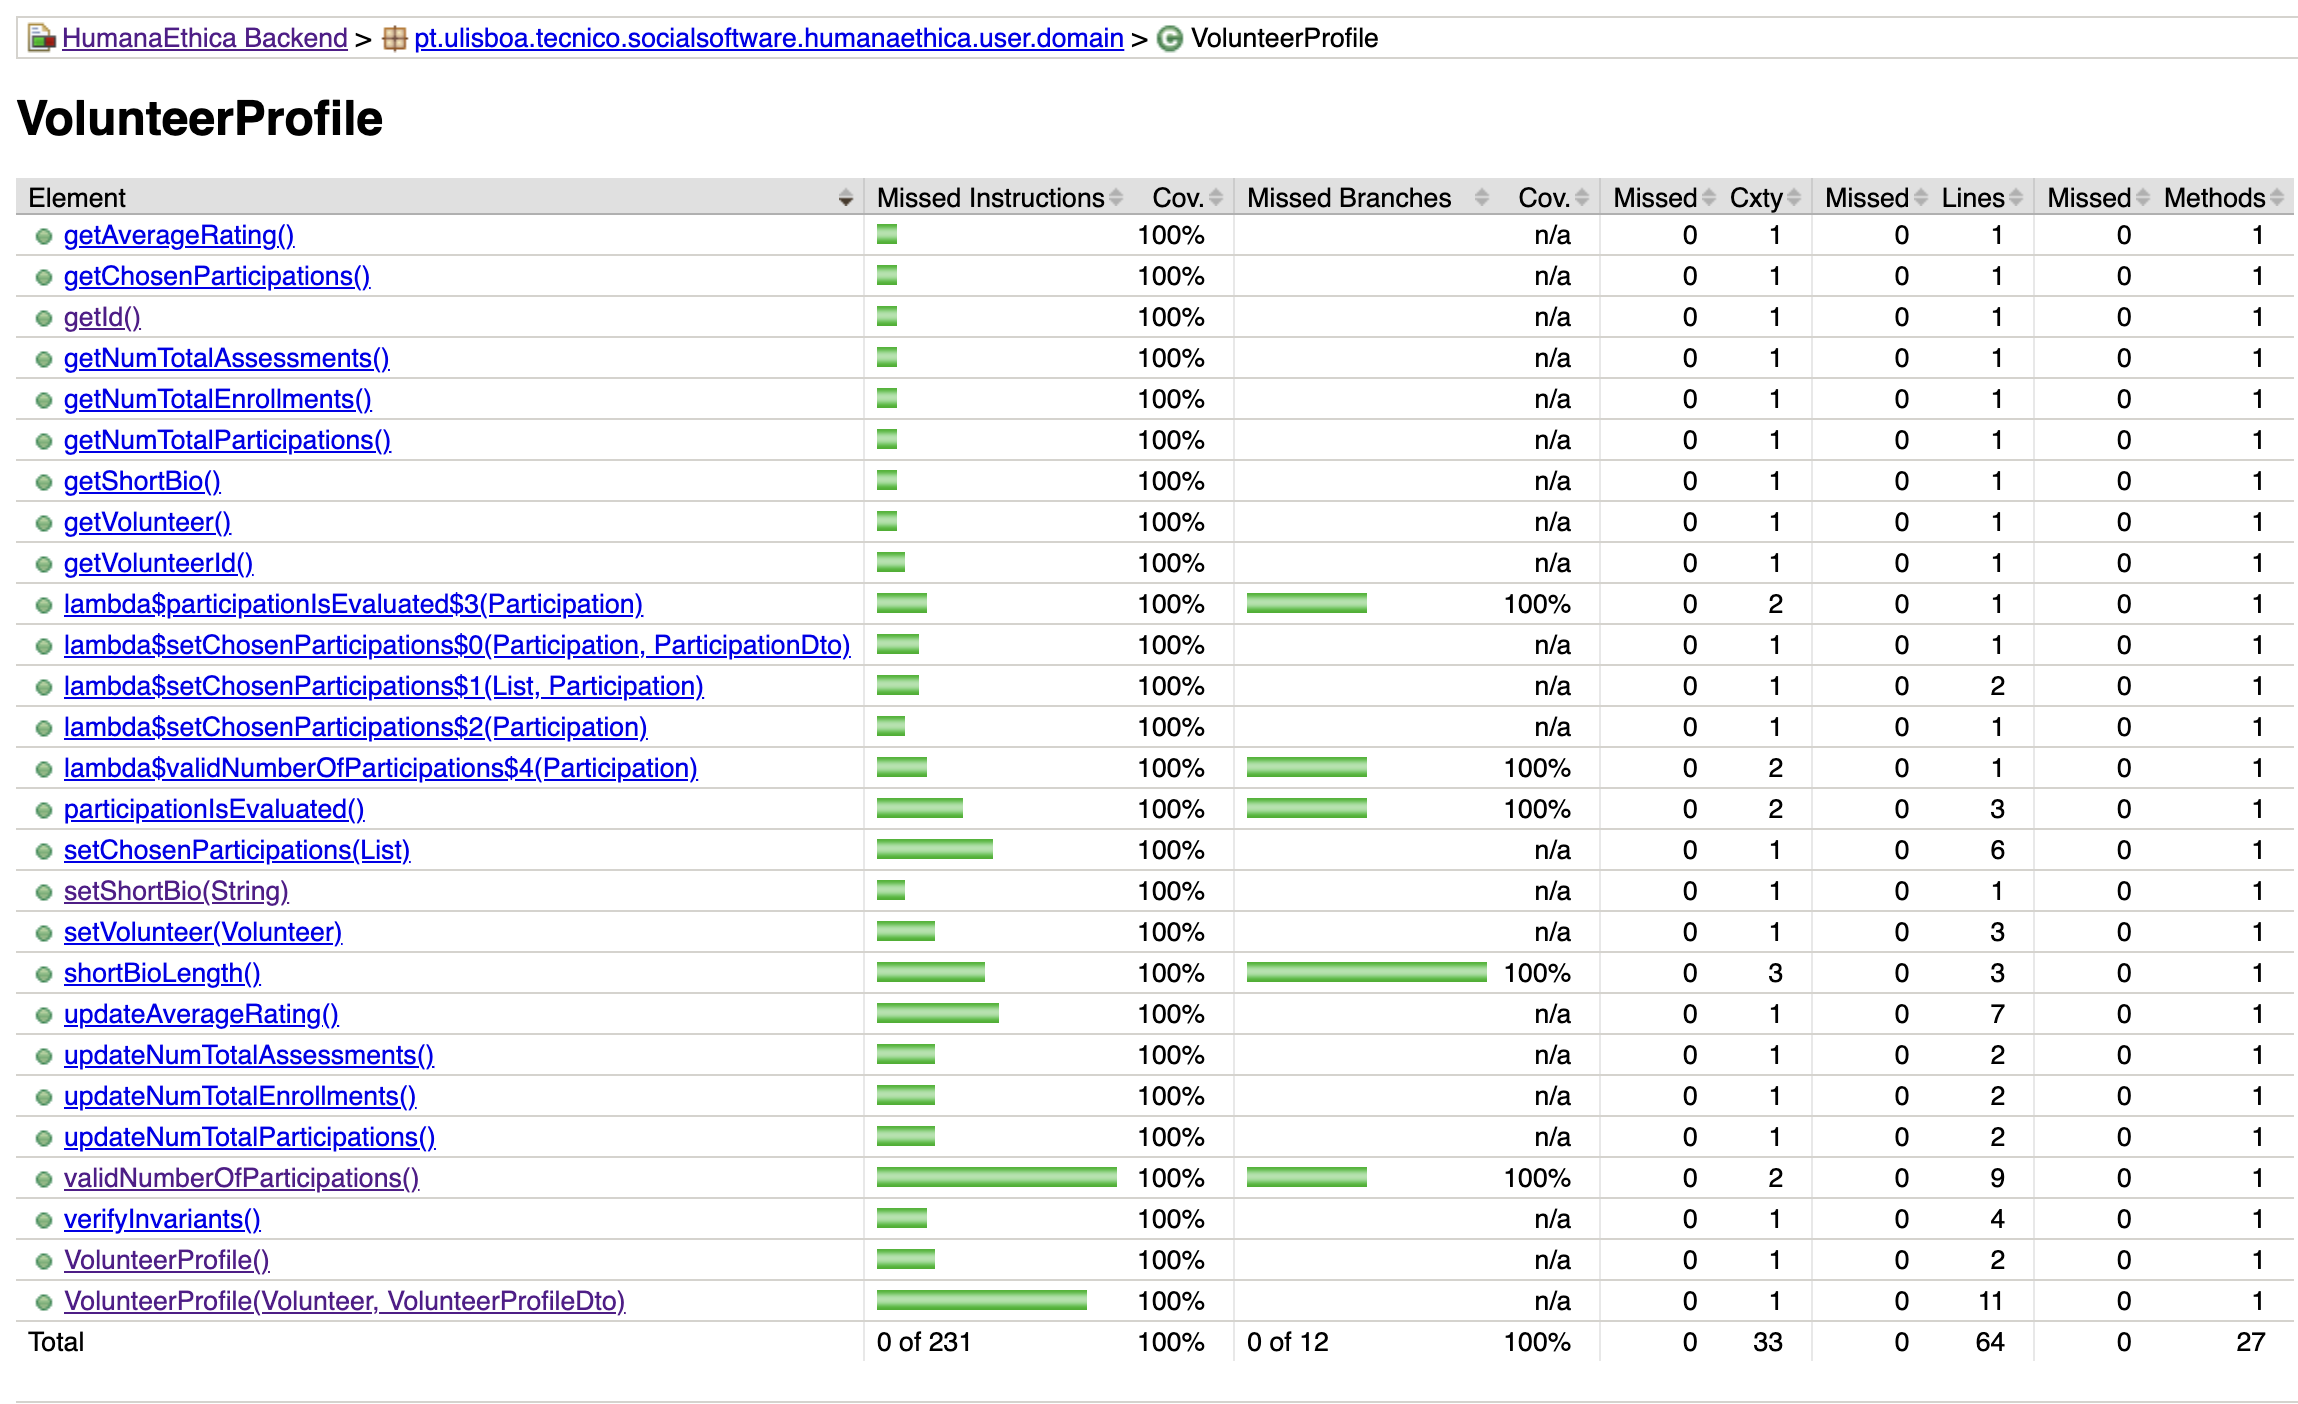 HumanaEthica Backend > pt.ulisboa.tecnico.socialsoftware.humanaethica.user.domain > VolunteerProfile
VolunteerProfile
Element Missed Instructions Cov. Missed Branches Cov. Missed Cxty Missed Lines Missed Methods
getAverageRating() 100% n/a 0 1 0 1 0 1
getChosenParticipations() 100% n/a 0 1 0 1 0 1
getId() 100% n/a 0 1 0 1 0 1
getNumTotalAssessments() 100% n/a 0 1 0 1 0 1
getNumTotalEnrollments() 100% n/a 0 1 0 1 0 1
getNumTotalParticipations() 100% n/a 0 1 0 1 0 1
getShortBio() 100% n/a 0 1 0 1 0 1
getVolunteer() 100% n/a 0 1 0 1 0 1
getVolunteerId() 100% n/a 0 1 0 1 0 1
lambda$participationIsEvaluated$3(Participation) 100% 100% 0 2 0 1 0 1
lambda$setChosenParticipations$0(Participation, ParticipationDto) 100% n/a 0 1 0 1 0 1
lambda$setChosenParticipations$1(List, Participation) 100% n/a 0 1 0 2 0 1
lambda$setChosenParticipations$2(Participation) 100% n/a 0 1 0 1 0 1
lambda$validNumberOfParticipations$4(Participation) 100% 100% 0 2 0 1 0 1
participationIsEvaluated() 100% 100% 0 2 0 3 0 1
setChosenParticipations(List) 100% n/a 0 1 0 6 0 1
setShortBio(String) 100% n/a 0 1 0 1 0 1
setVolunteer(Volunteer) 100% n/a 0 1 0 3 0 1
shortBioLength() 100% 100% 0 3 0 3 0 1
updateAverageRating() 100% n/a 0 1 0 7 0 1
updateNumTotalAssessments() 100% n/a 0 1 0 2 0 1
updateNumTotalEnrollments() 100% n/a 0 1 0 2 0 1
updateNumTotalParticipations() 100% n/a 0 1 0 2 0 1
validNumberOfParticipations() 100% 100% 0 2 0 9 0 1
verifyInvariants() 100% n/a 0 1 0 4 0 1
VolunteerProfile() 100% n/a 0 1 0 2 0 1
VolunteerProfile(Volunteer, VolunteerProfileDto) 100% n/a 0 1 0 11 0 1
Total 0 of 231 100% 0 of 12 100% 0 33 0 64 0 27